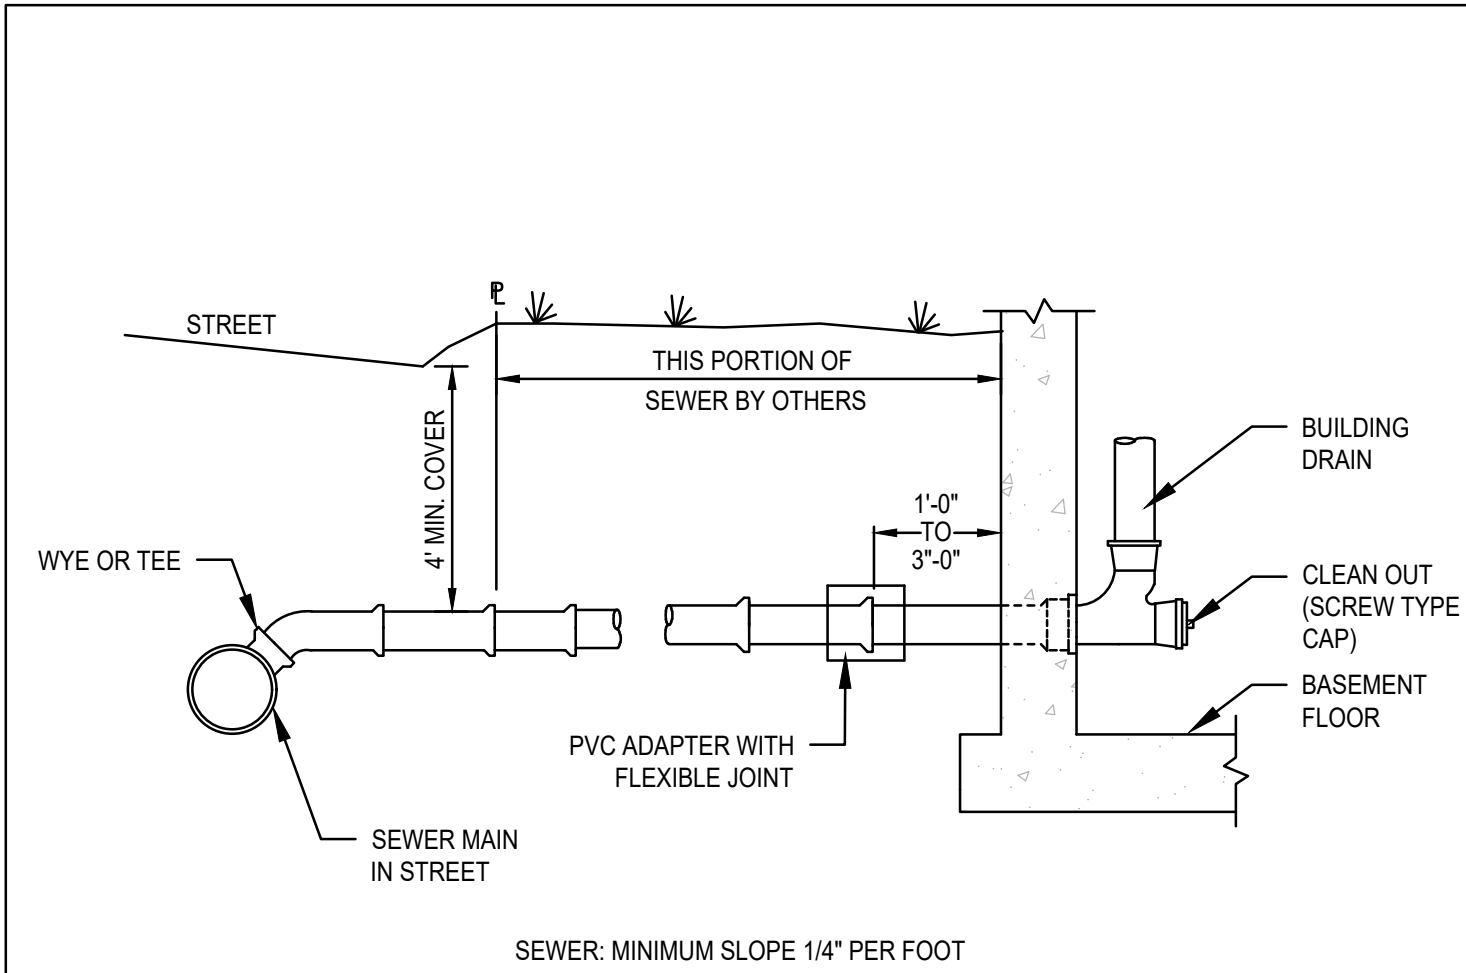 ℄
STREET
THIS PORTION OF
SEWER BY OTHERS
4' MIN. COVER
BUILDING
DRAIN
1'-0"
TO
3"-0"
WYE OR TEE
CLEAN OUT
(SCREW TYPE
CAP)
BASEMENT
FLOOR
PVC ADAPTER WITH
FLEXIBLE JOINT
SEWER MAIN
IN STREET
SEWER: MINIMUM SLOPE 1/4" PER FOOT